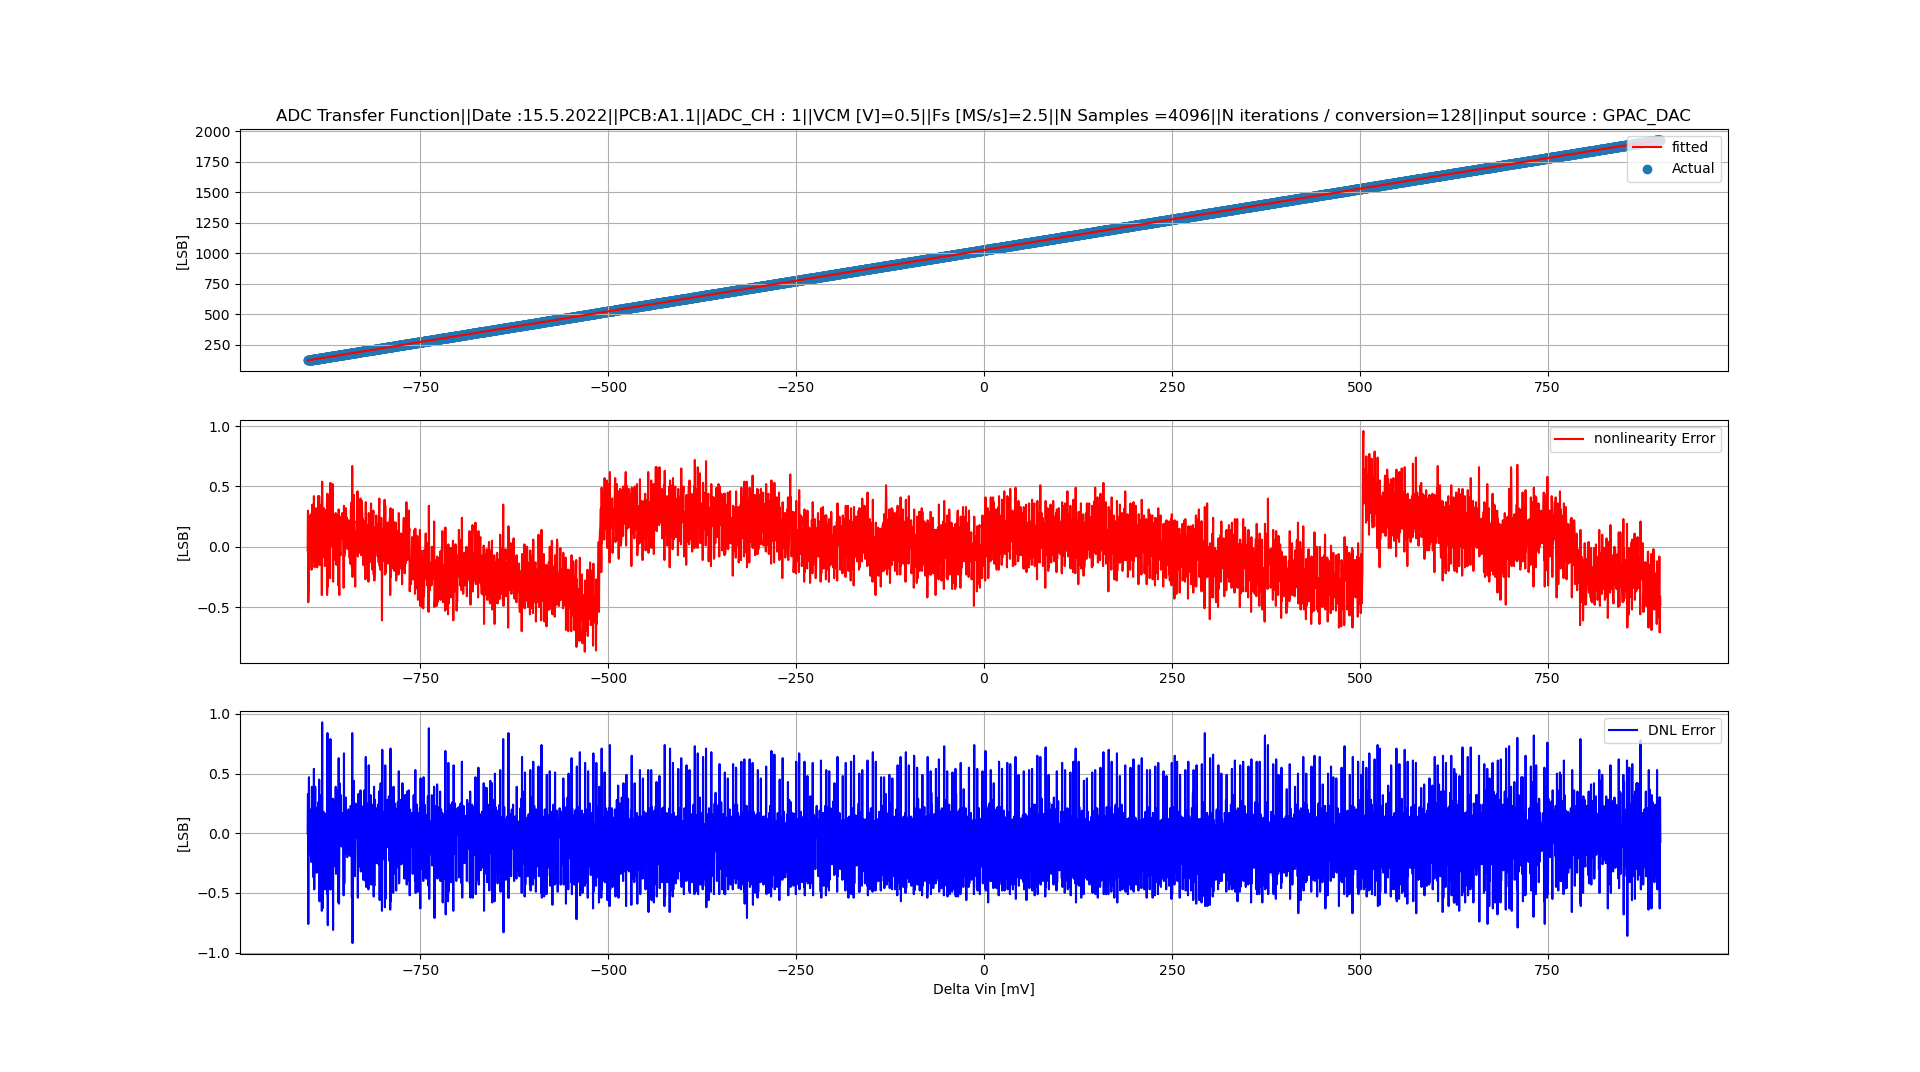 ADC Transfer Function||Date :15.5.2022||PCB:A1.1||ADC_CH : 1||VCM [V]=0.5||Fs [MS/s]=2.5||N Samples =4096||N iterations / conversion=128||input source : GPAC_DAC
2000
1750
1500
1250
1000
750
500
250
[LSB]
fitted
Actual
−750 −500 −250 0 250 500 750
1.0
0.5
0.0
−0.5
[LSB]
nonlinearity Error
−750 −500 −250 0 250 500 750
1.0
0.5
0.0
−0.5
−1.0
[LSB]
DNL Error
−750 −500 −250 0 250 500 750
Delta Vin [mV]